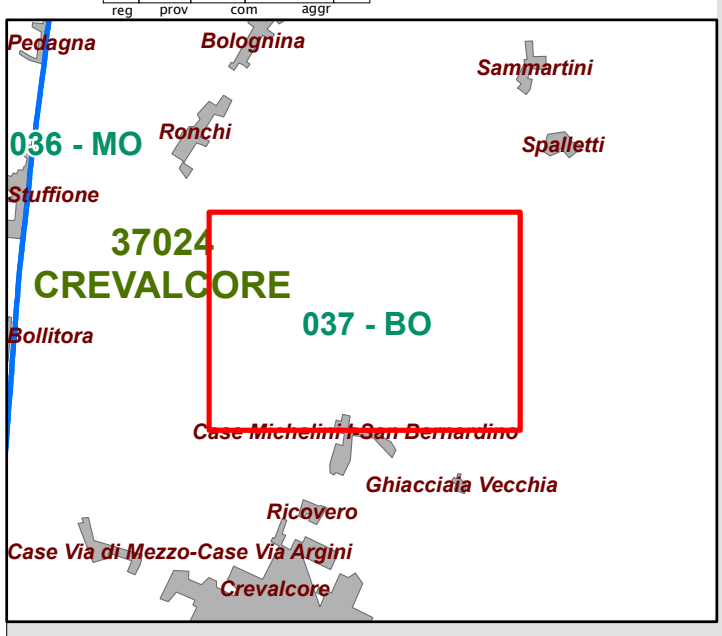 reg prov com aggr
Pedagna
Bolognina
Sammartini
036 - MO
Ronchi
Spalletti
Stuffione
37024
CREVALCORE
037 - BO
Bollitora
Case Michelini I-San Bernardino
Ghiacciaia Vecchia
Ricovero
Case Via di Mezzo-Case Via Argini
Crevalcore